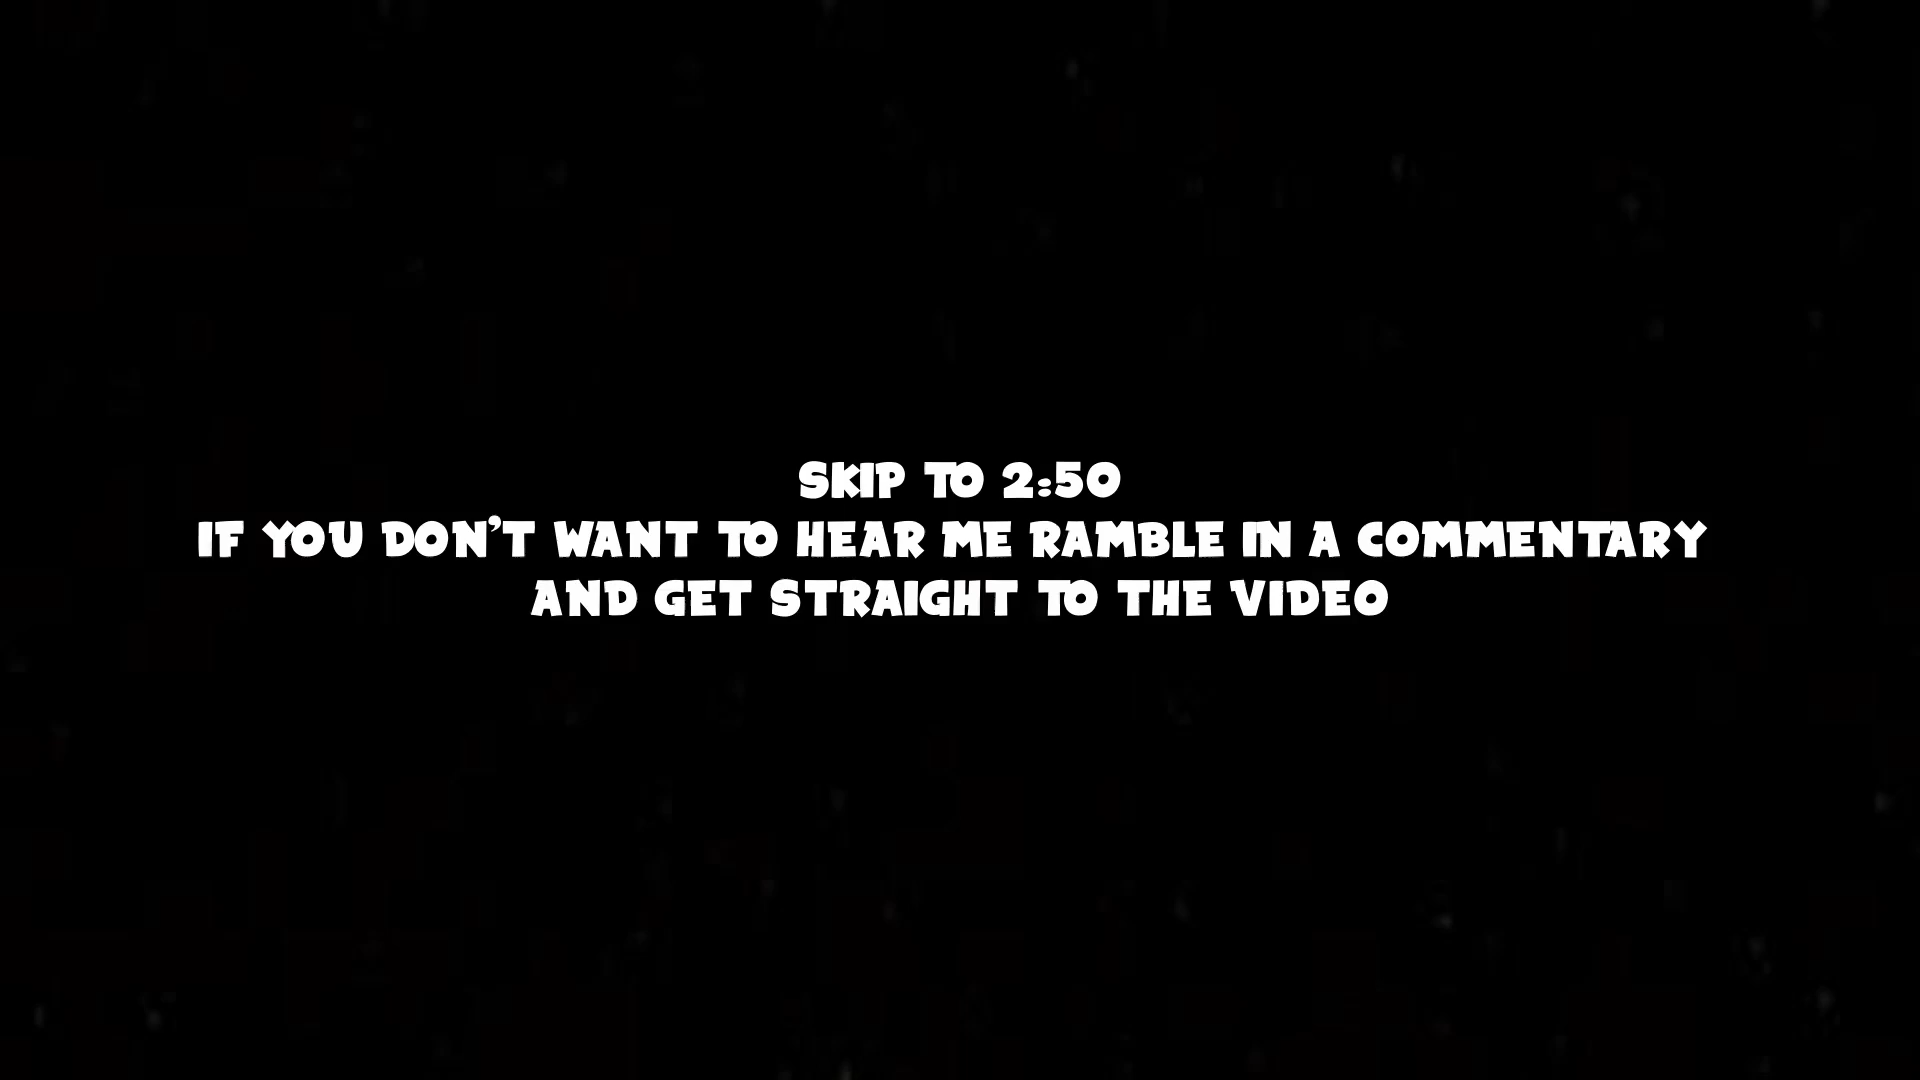 SKIP TO 2:50
IF YOU DON'T WANT TO HEAR ME RAMBLE IN A COMMENTARY
AND GET STRAIGHT TO THE VIDEO